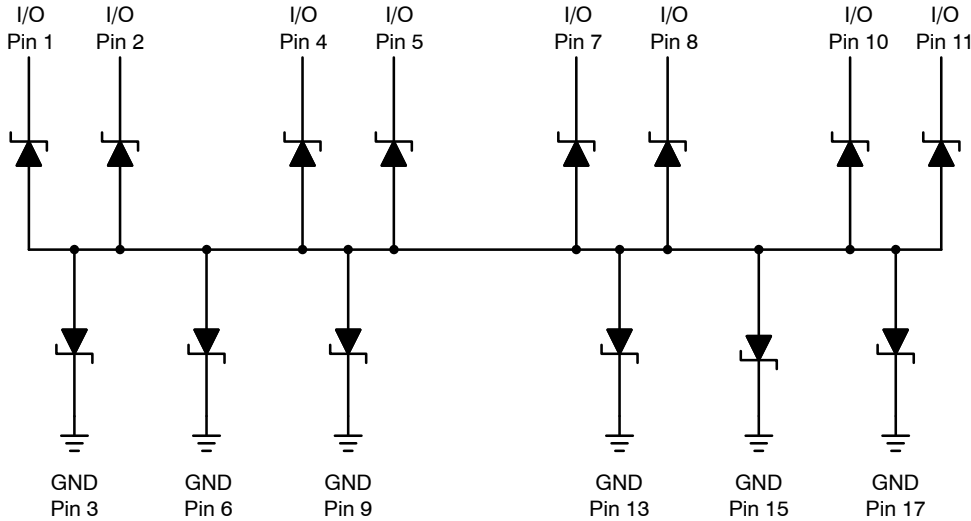 I/O I/O I/O I/O I/O I/O I/O I/O
Pin 1 Pin 2 Pin 4 Pin 5 Pin 7 Pin 8 Pin 10 Pin 11
GND GND GND GND GND GND
Pin 3 Pin 6 Pin 9 Pin 13 Pin 15 Pin 17